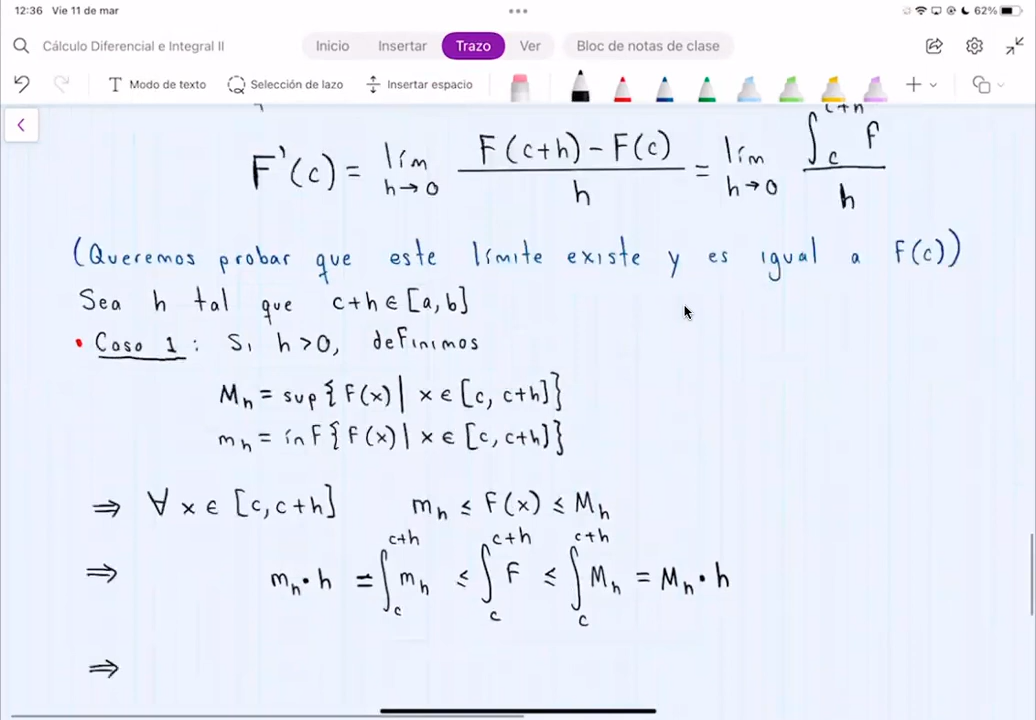 12:36 Vie 11 de mar 62%
Cálculo Diferencial e Integral II Inicio Insertar Trazo Ver Bloc de notas de clase
Modo de texto Selección de lazo Insertar espacio
F'(c) = lím h→0 F(c+h) - F(c) / h = lím h→0 ∫_c^{c+h} f / h
(Queremos probar que este límite existe y es igual a f(c))
Sea h tal que c+h ∈ [a,b]
• Caso 1: Si h>0, definimos
M_h = sup{f(x) | x ∈ [c, c+h]}
m_h = ínf{f(x) | x ∈ [c, c+h]}
⇒ ∀ x ∈ [c, c+h] m_h ≤ f(x) ≤ M_h
⇒ m_h · h = ∫_c^{c+h} m_h ≤ ∫_c^{c+h} f ≤ ∫_c^{c+h} M_h = M_h · h
⇒